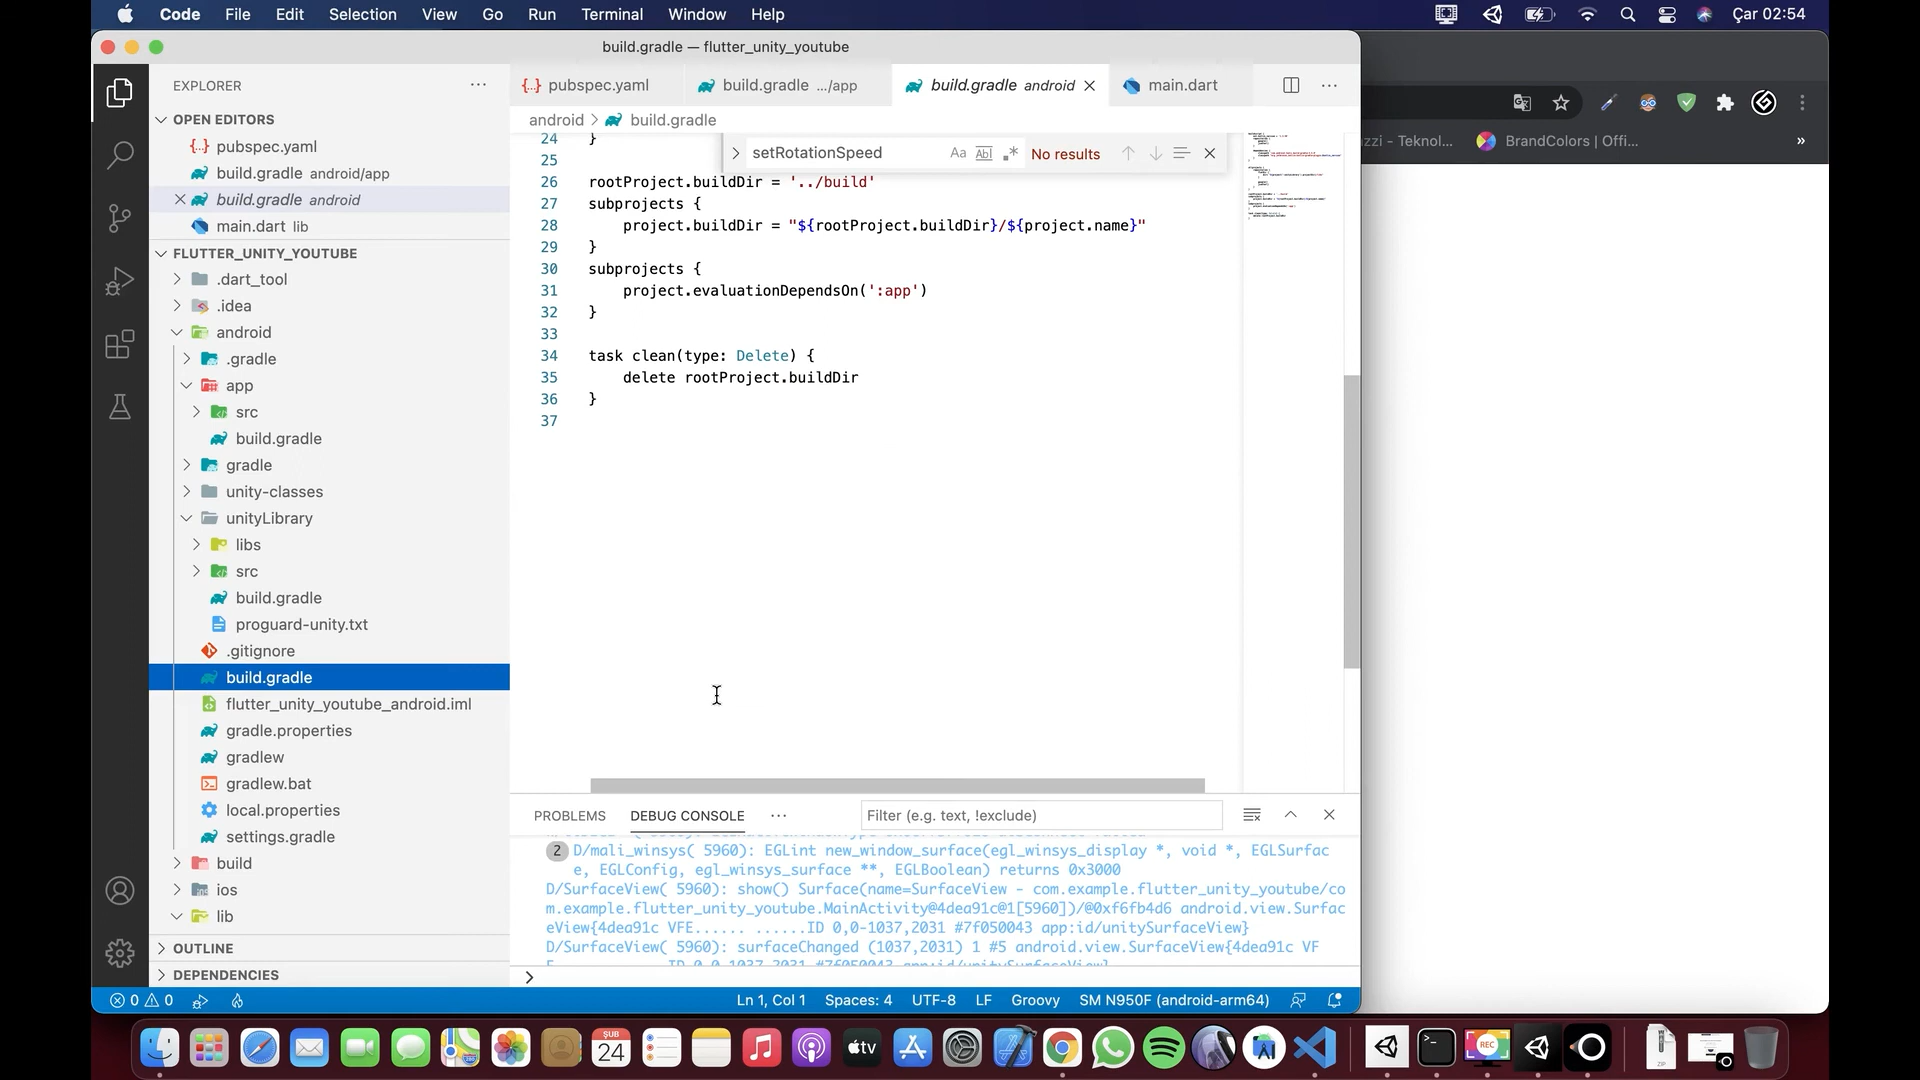 Code File Edit Selection View Go Run Terminal Window Help Çar 02:54
build.gradle — flutter_unity_youtube
EXPLORER
OPEN EDITORS
pubspec.yaml
build.gradle android/app
build.gradle android
main.dart lib
FLUTTER_UNITY_YOUTUBE
.dart_tool
.idea
android
.gradle
app
src
build.gradle
gradle
unity-classes
unityLibrary
libs
src
build.gradle
proguard-unity.txt
.gitignore
build.gradle
flutter_unity_youtube_android.iml
gradle.properties
gradlew
gradlew.bat
local.properties
settings.gradle
build
ios
lib
OUTLINE
DEPENDENCIES
pubspec.yaml build.gradle .../app build.gradle android main.dart
android > build.gradle
setRotationSpeed Aa Abl .* No results
24 }
25
26 rootProject.buildDir = '../build'
27 subprojects {
28 project.buildDir = "${rootProject.buildDir}/${project.name}"
29 }
30 subprojects {
31 project.evaluationDependsOn(':app')
32 }
33
34 task clean(type: Delete) {
35 delete rootProject.buildDir
36 }
37
PROBLEMS DEBUG CONSOLE ... Filter (e.g. text, !exclude)
2 D/mali_winsys( 5960): EGLint new_window_surface(egl_winsys_display *, void *, EGLSurfac
e, EGLConfig, egl_winsys_surface **, EGLBoolean) returns 0x3000
D/SurfaceView( 5960): show() Surface(name=SurfaceView - com.example.flutter_unity_youtube/co
m.example.flutter_unity_youtube.MainActivity@4dea91c@1[5960])/@0xf6fb4d6 android.view.Surfac
eView{4dea91c VFE...... ......ID 0,0-1037,2031 #7f050043 app:id/unitySurfaceView}
D/SurfaceView( 5960): surfaceChanged (1037,2031) 1 #5 android.view.SurfaceView{4dea91c VF
0 0 Ln 1, Col 1 Spaces: 4 UTF-8 LF Groovy SM N950F (android-arm64)
zzi - Teknol... BrandColors | Offi... »
ŞUB
24
tv
REC
ZIP